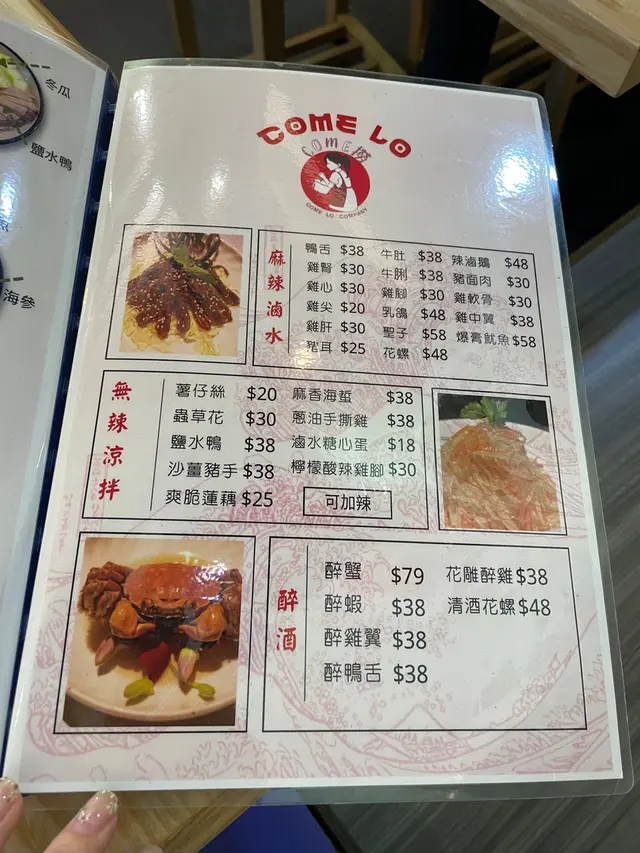 冬瓜
鹽水鴨
海參
COME LO
COME囉
COME LO COMPANY
麻辣滷水
鴨舌 $38 牛肚 $38 辣滷鵝 $48
雞腎 $30 牛脷 $38 豬面肉 $30
雞心 $30 雞腳 $30 雞軟骨 $30
雞尖 $20 乳鴿 $48 雞中翼 $38
雞肝 $30 聖子 $58 爆膏魷魚 $58
豬耳 $25 花螺 $48
無辣涼拌
薯仔絲 $20 麻香海蜇 $38
蟲草花 $30 蔥油手撕雞 $38
鹽水鴨 $38 滷水糖心蛋 $18
沙薑豬手 $38 檸檬酸辣雞腳 $30
爽脆蓮藕 $25 可加辣
醉酒
醉蟹 $79 花雕醉雞 $38
醉蝦 $38 清酒花螺 $48
醉雞翼 $38
醉鴨舌 $38